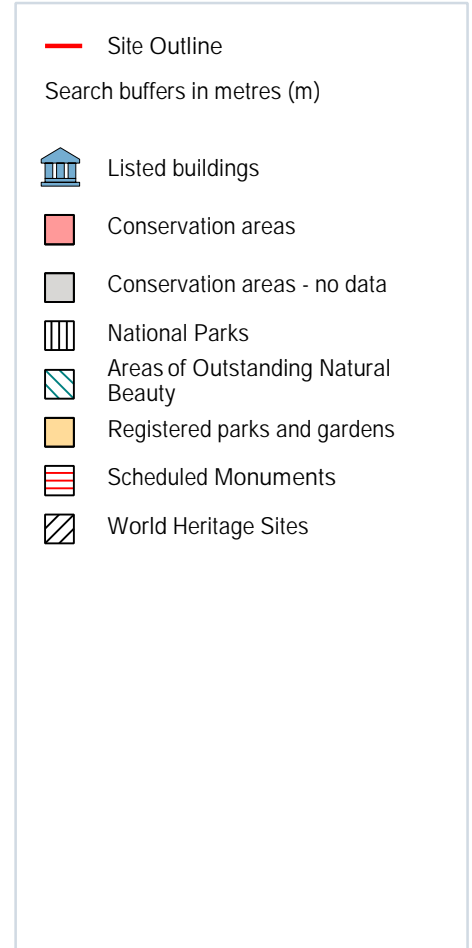 Site Outline
Search buffers in metres (m)
Listed buildings
Conservation areas
Conservation areas - no data
National Parks
Areas of Outstanding Natural
Beauty
Registered parks and gardens
Scheduled Monuments
World Heritage Sites